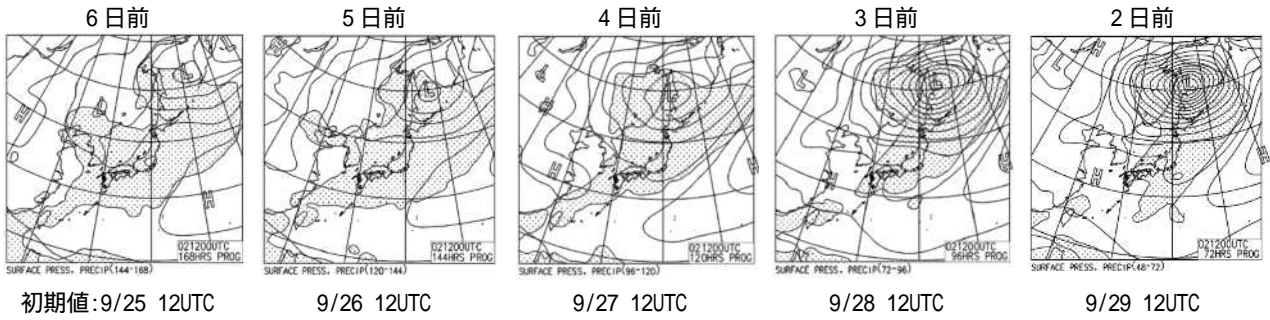 6日前
5日前
4日前
3日前
2日前
H
L
H
021200UTC
168HRS PROG
SURFACE PRESS, PRECIP(144-168)
L
021200UTC
144HRS PROG
SURFACE PRESS, PRECIP(120-144)
H
L
H
021200UTC
120HRS PROG
SURFACE PRESS, PRECIP(96-120)
L
L
H
021200UTC
96HRS PROG
SURFACE PRESS, PRECIP(72-96)
H
L
H
L
H
021200UTC
72HRS PROG
SURFACE PRESS, PRECIP(48-72)
初期値:9/25 12UTC
9/26 12UTC
9/27 12UTC
9/28 12UTC
9/29 12UTC